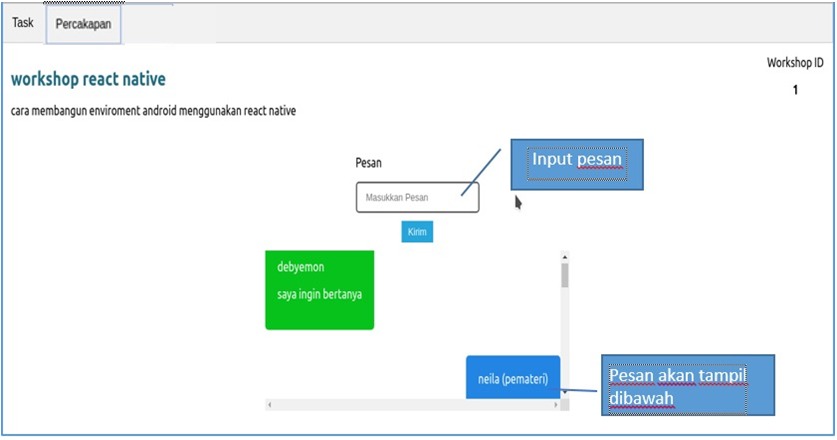 Task
Percakapan
Workshop ID
1
workshop react native
cara membangun enviroment android menggunakan react native
Pesan
Input pesan
Masukkan Pesan
Kirim
debyemon
saya ingin bertanya
neila (pemateri)
Pesan akan tampil
dibawah